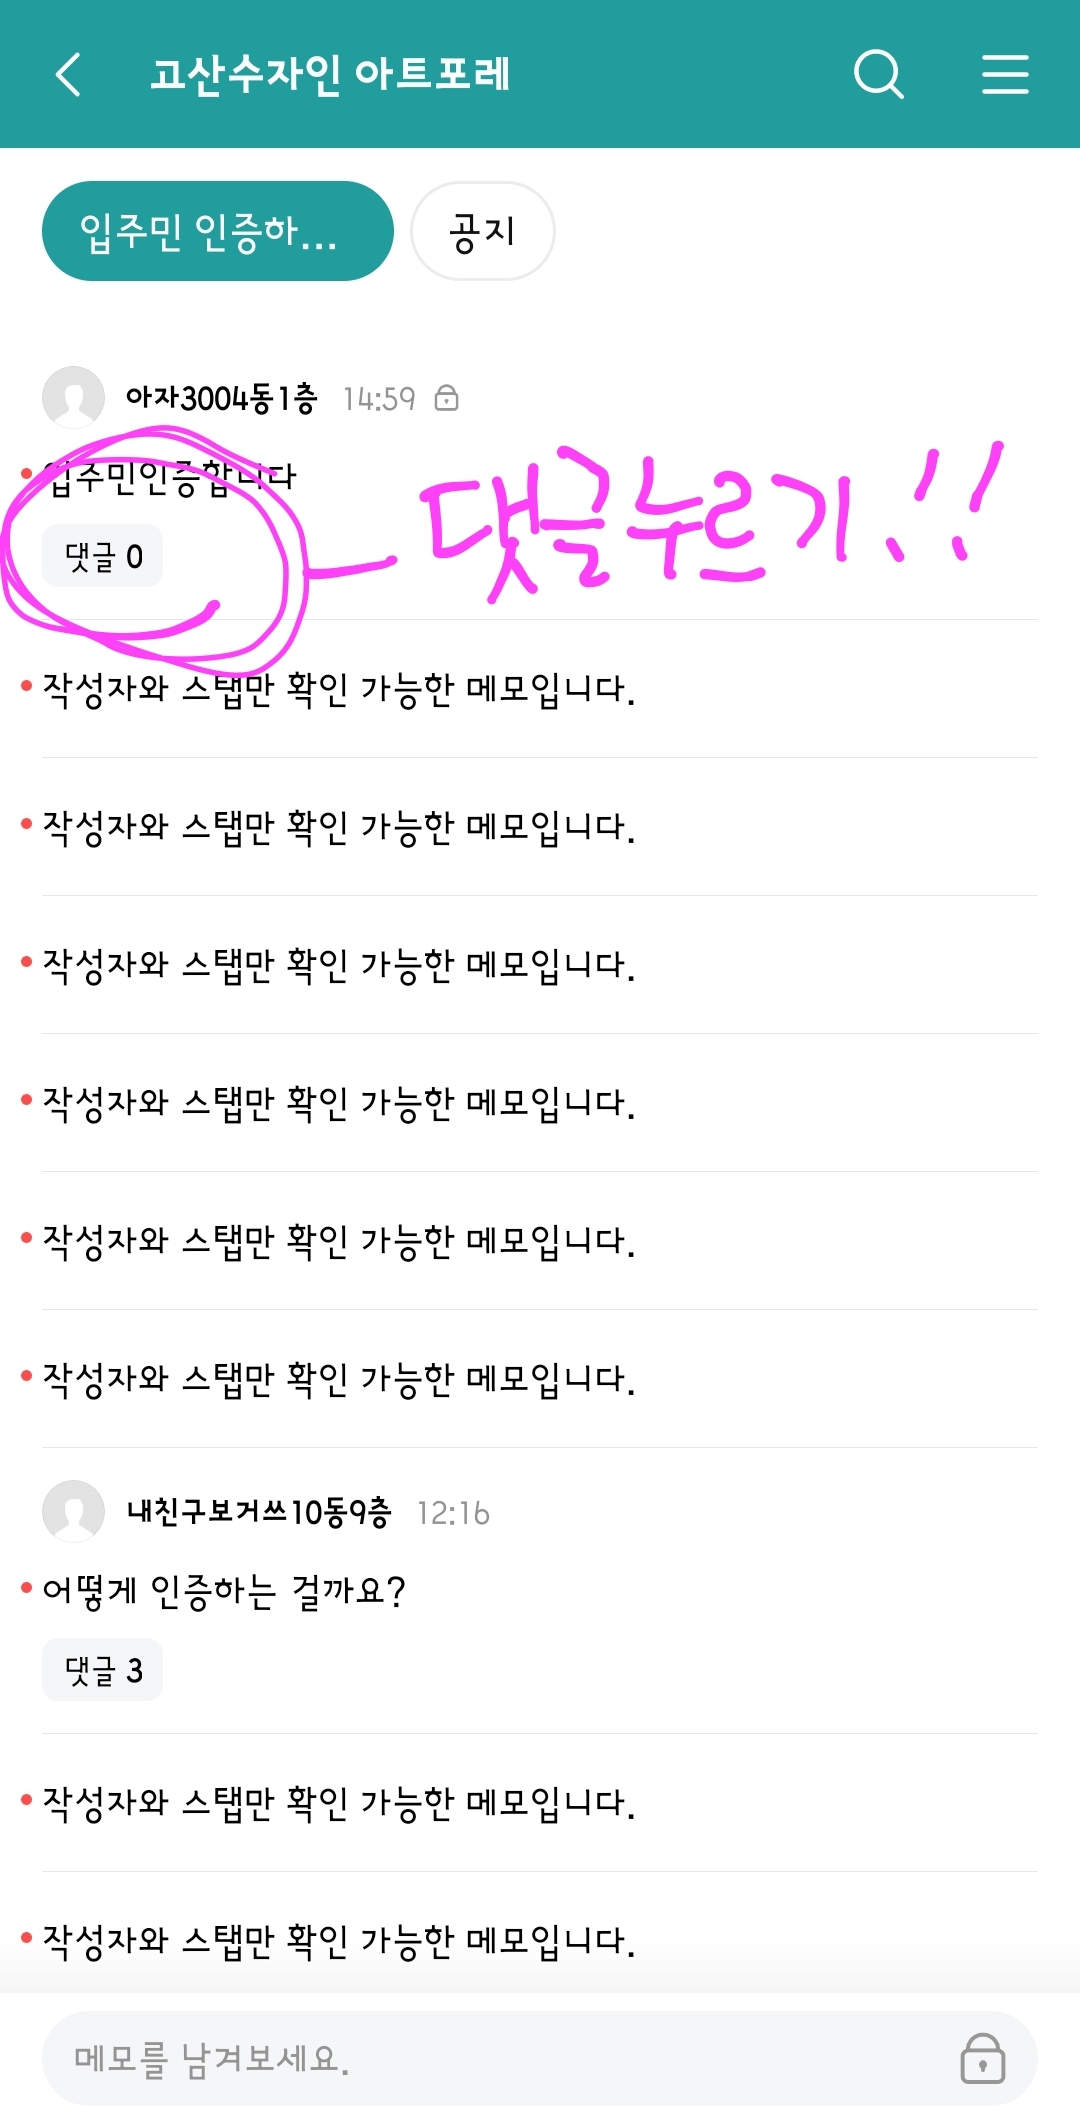 고산수자인 아트포레
입주민 인증하... 공지
아자3004동1층 14:59
입주민인증합니다
댓글 0
댓글누르기!!
작성자와 스탭만 확인 가능한 메모입니다.
작성자와 스탭만 확인 가능한 메모입니다.
작성자와 스탭만 확인 가능한 메모입니다.
작성자와 스탭만 확인 가능한 메모입니다.
작성자와 스탭만 확인 가능한 메모입니다.
작성자와 스탭만 확인 가능한 메모입니다.
내친구보거쓰10동9층 12:16
어떻게 인증하는 걸까요?
댓글 3
작성자와 스탭만 확인 가능한 메모입니다.
작성자와 스탭만 확인 가능한 메모입니다.
메모를 남겨보세요.